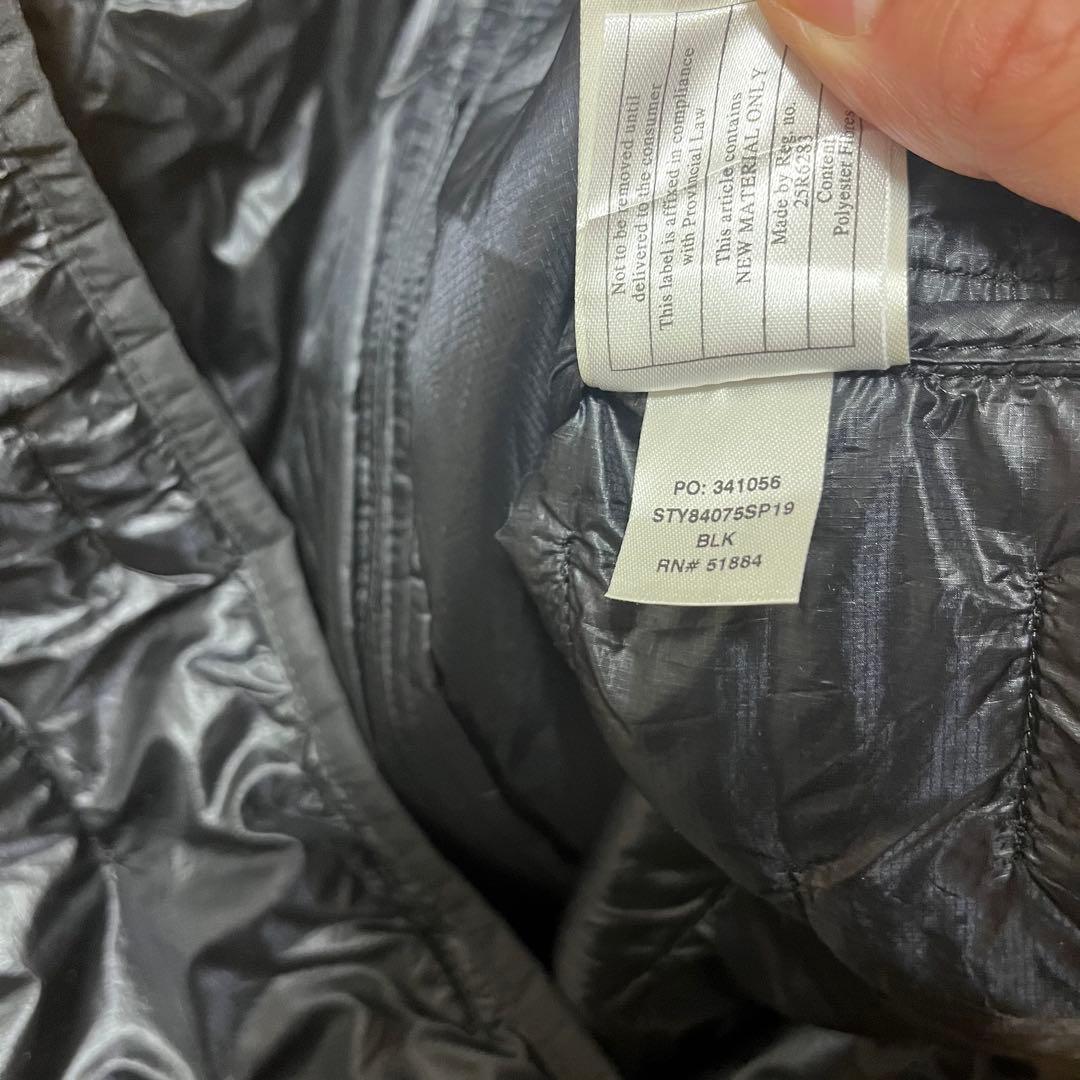 Not to be removed until
delivered to the consumer
This label is affixed in compliance
with Provincial Law
This article contains
NEW MATERIAL ONLY
Made by Reg. no.
25R6283
Content
Polyester Fibres
PO: 341056
STY84075SP19
BLK
RN# 51884